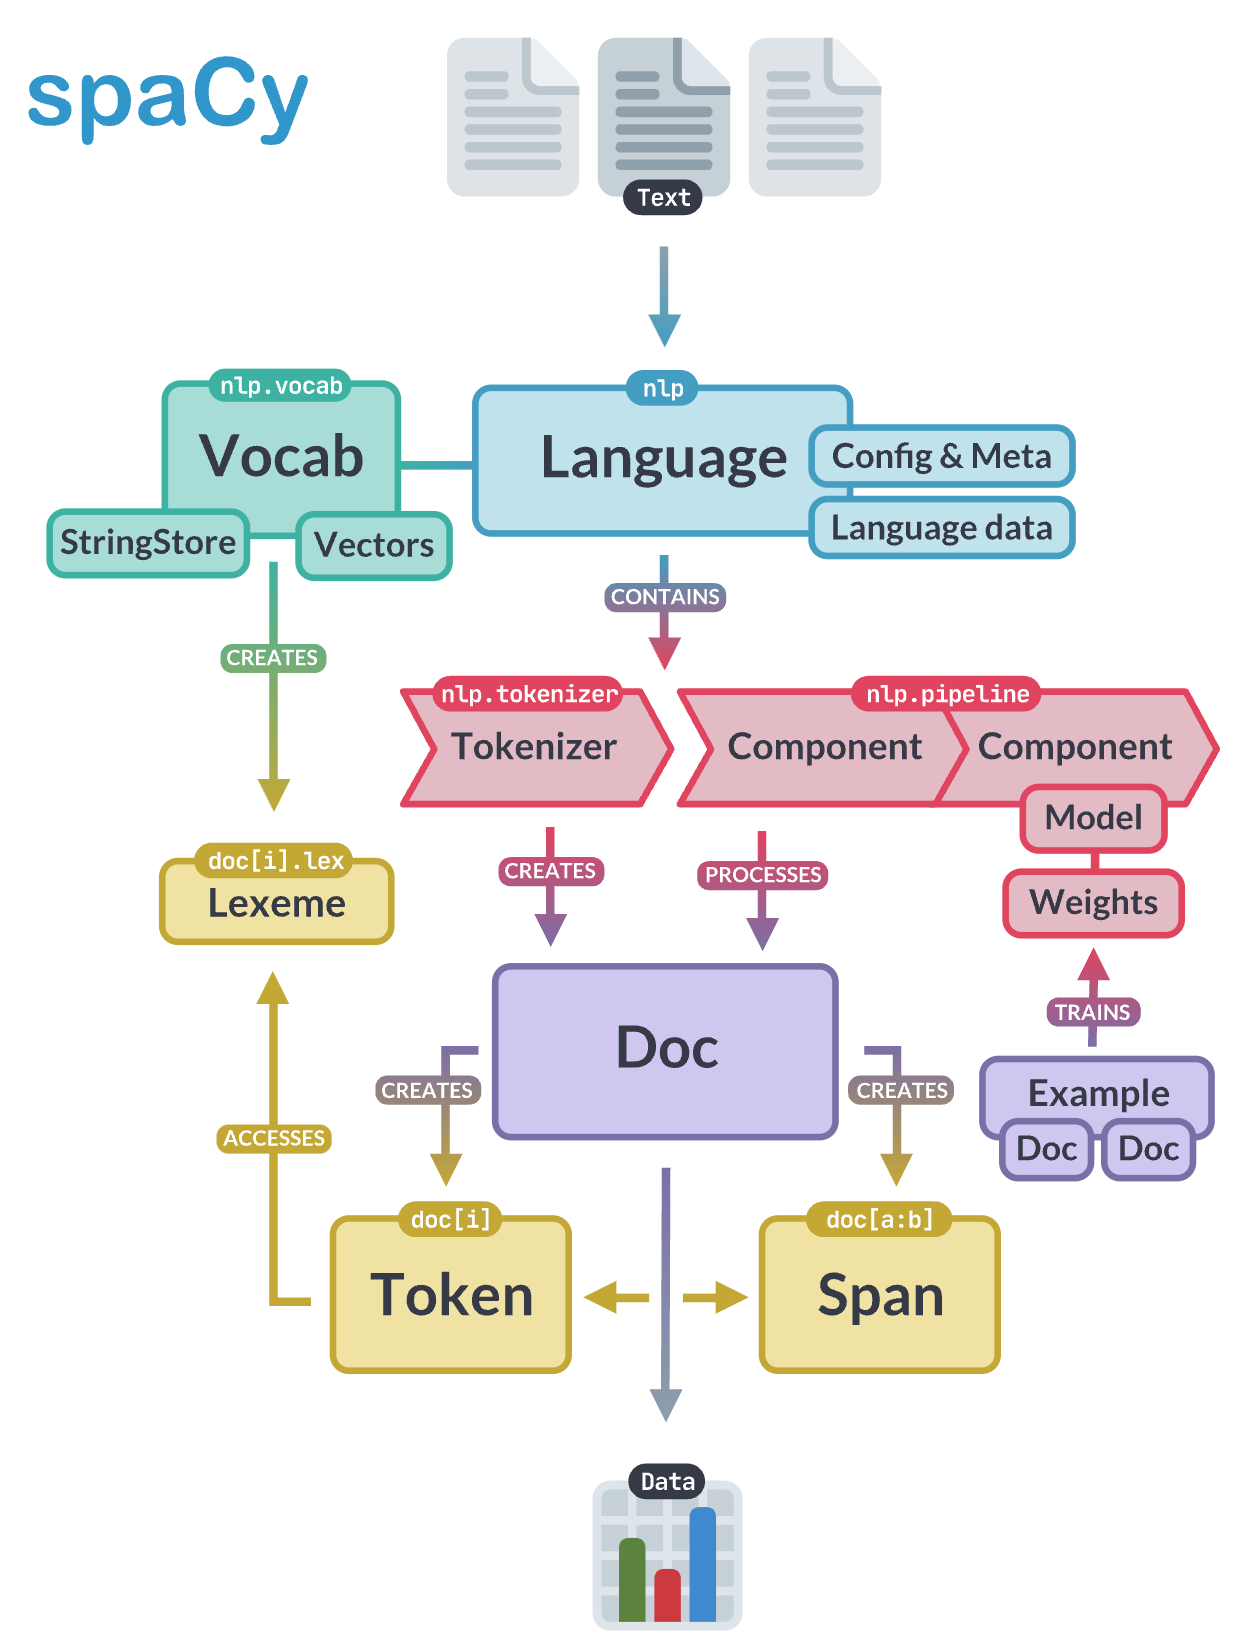 spaCy
Text
nlp.vocab
Vocab
StringStore
Vectors
nlp
Language
Config & Meta
Language data
CONTAINS
CREATES
nlp.tokenizer
Tokenizer
nlp.pipeline
Component
Component
Model
Weights
CREATES
PROCESSES
doc[i].lex
Lexeme
TRAINS
Doc
Example
Doc
Doc
CREATES
CREATES
ACCESSES
doc[i]
Token
doc[a:b]
Span
Data